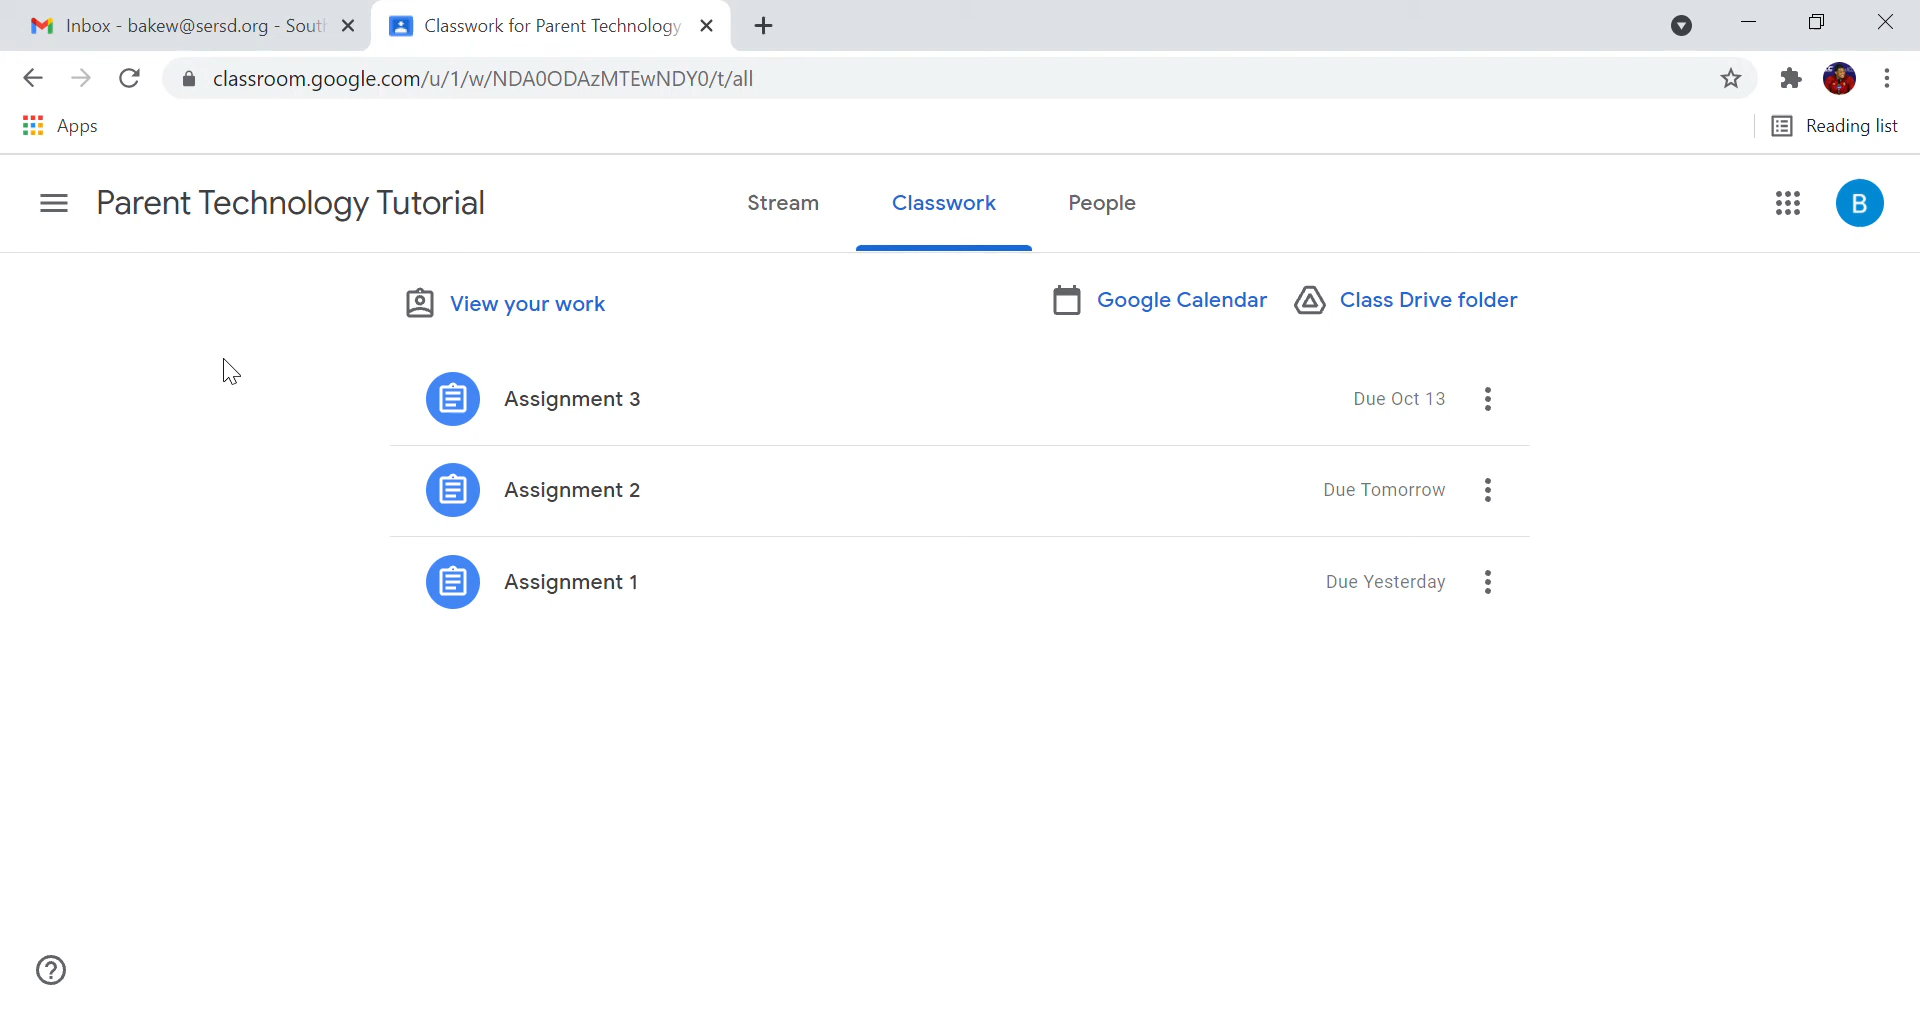 Inbox - bakew@sersd.org - Sout
Classwork for Parent Technology
classroom.google.com/u/1/w/NDA0ODAzMTEwNDY0/t/all
Apps
Reading list
Parent Technology Tutorial
Stream
Classwork
People
B
View your work
Google Calendar
Class Drive folder
Assignment 3
Due Oct 13
Assignment 2
Due Tomorrow
Assignment 1
Due Yesterday